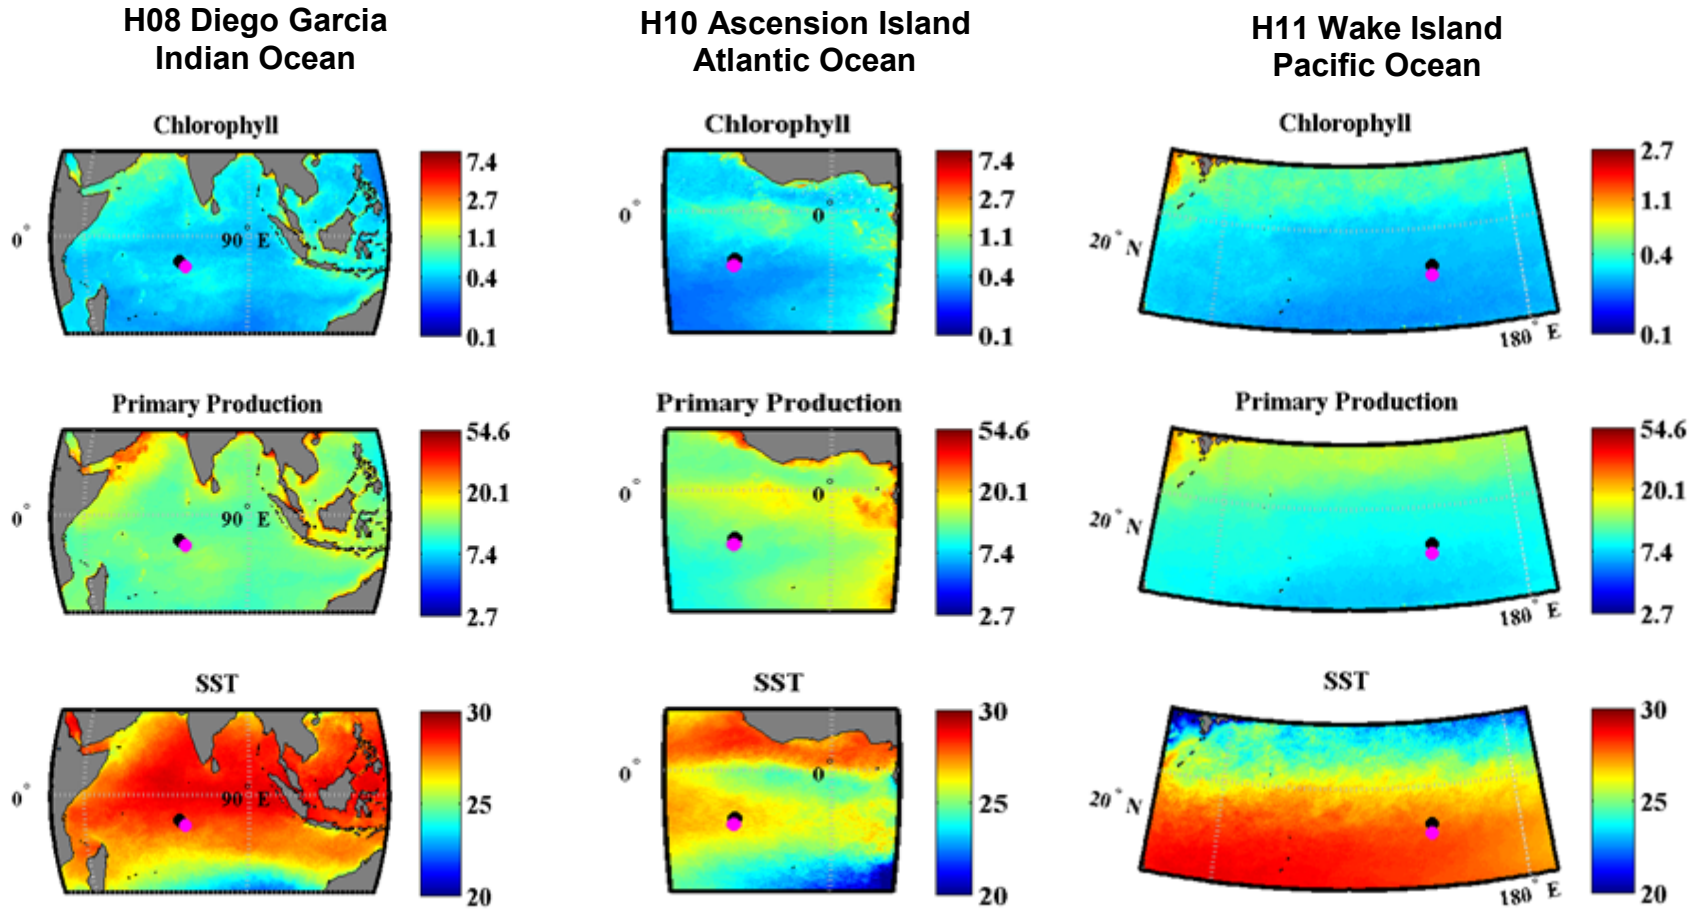 H08 Diego Garcia
Indian Ocean
H10 Ascension Island
Atlantic Ocean
H11 Wake Island
Pacific Ocean
Chlorophyll
0°
90° E
7.4
2.7
1.1
0.4
0.1
Chlorophyll
0°
0°
7.4
2.7
1.1
0.4
0.1
Chlorophyll
20° N
180° E
2.7
1.1
0.4
0.1
Primary Production
0°
90° E
54.6
20.1
7.4
2.7
Primary Production
0°
0°
54.6
20.1
7.4
2.7
Primary Production
20° N
180° E
54.6
20.1
7.4
2.7
SST
0°
90° E
30
25
20
SST
0°
0°
30
25
20
SST
20° N
180° E
30
25
20